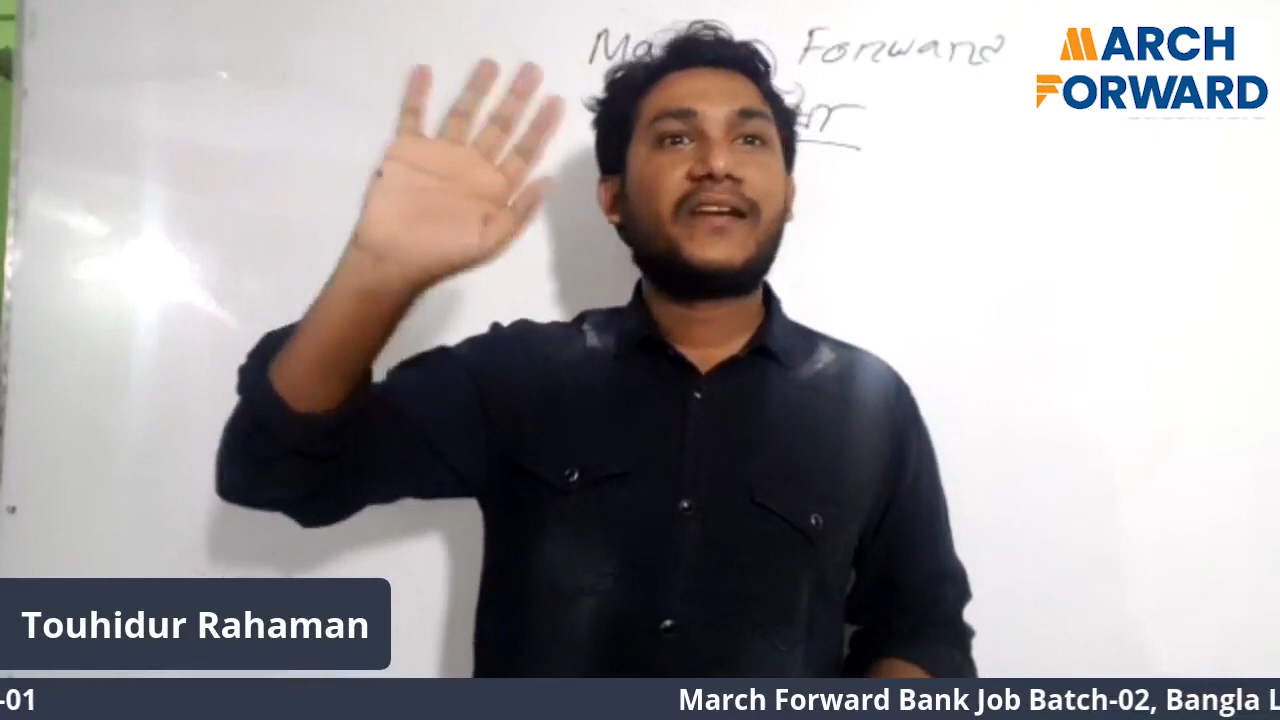 Forward
MARCH
FORWARD
Touhidur Rahaman
-01 March Forward Bank Job Batch-02, Bangla L